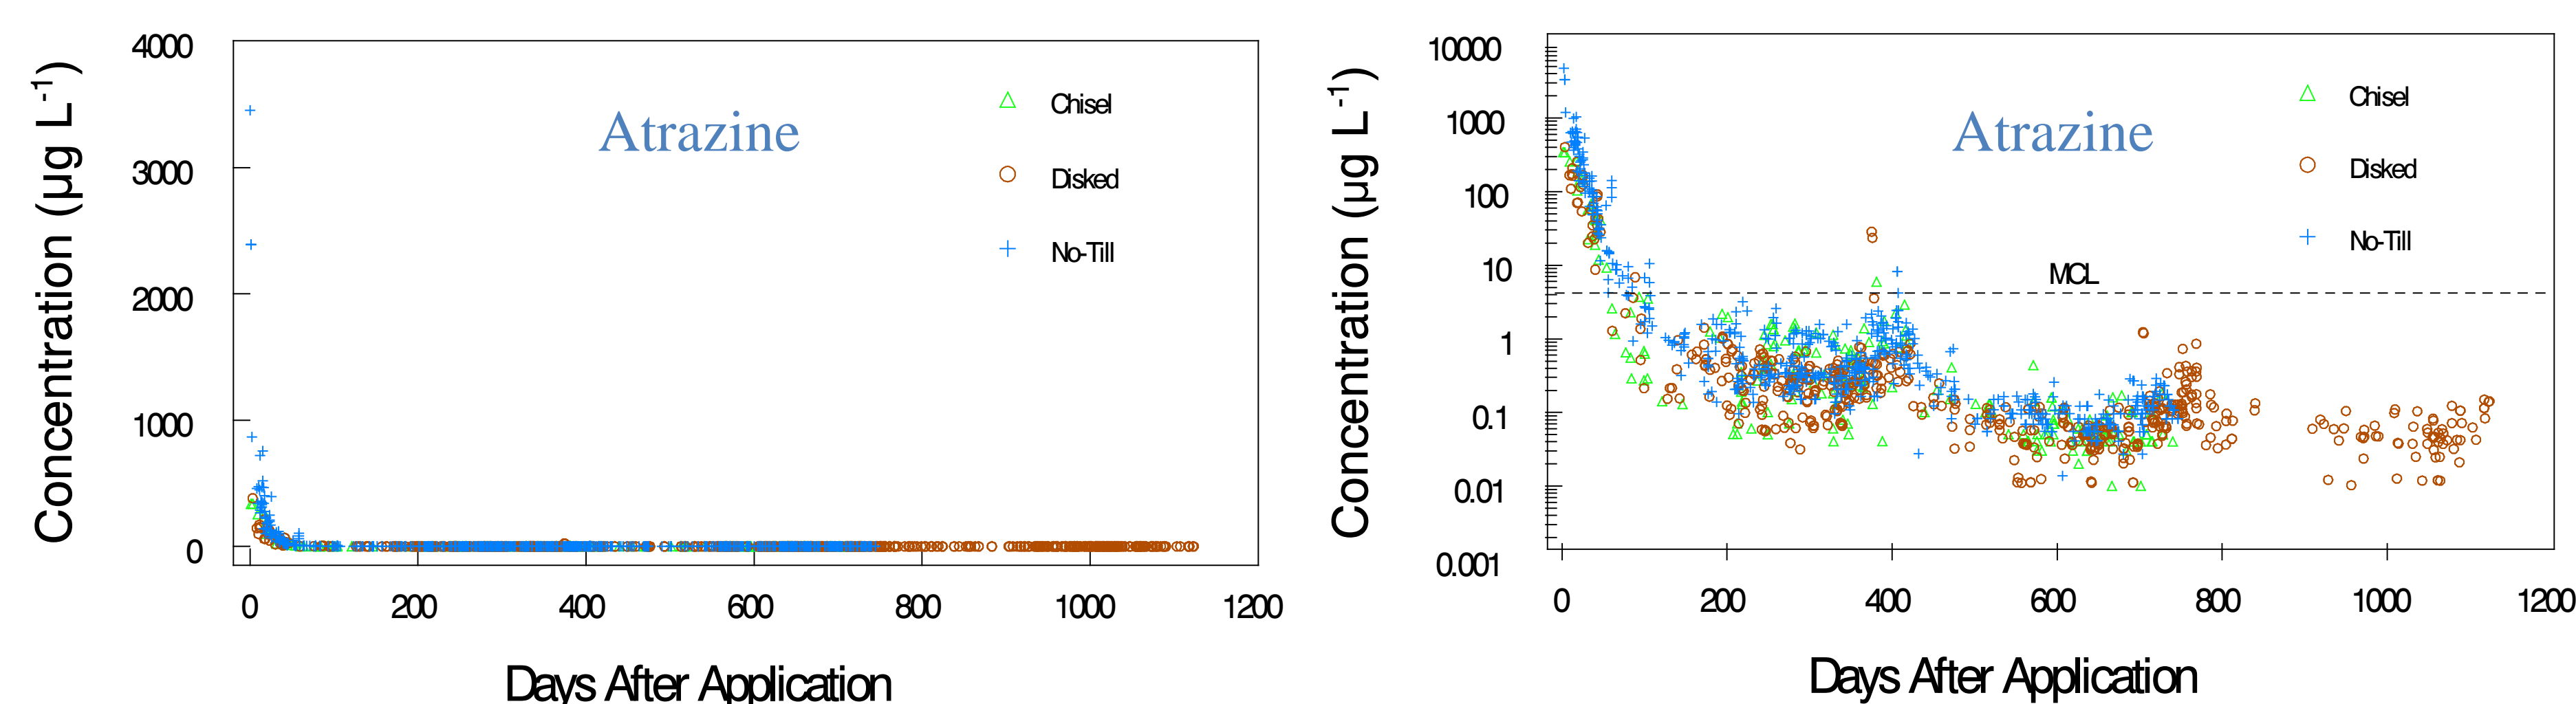 Concentration (µg L-1)
4000
3000
2000
1000
0
Atrazine
Chisel
Disked
No-Till
0 200 400 600 800 1000 1200
Days After Application
Concentration (µg L-1)
10000
1000
100
10
1
0.1
0.01
0.001
Atrazine
Chisel
Disked
No-Till
MCL
0 200 400 600 800 1000 1200
Days After Application